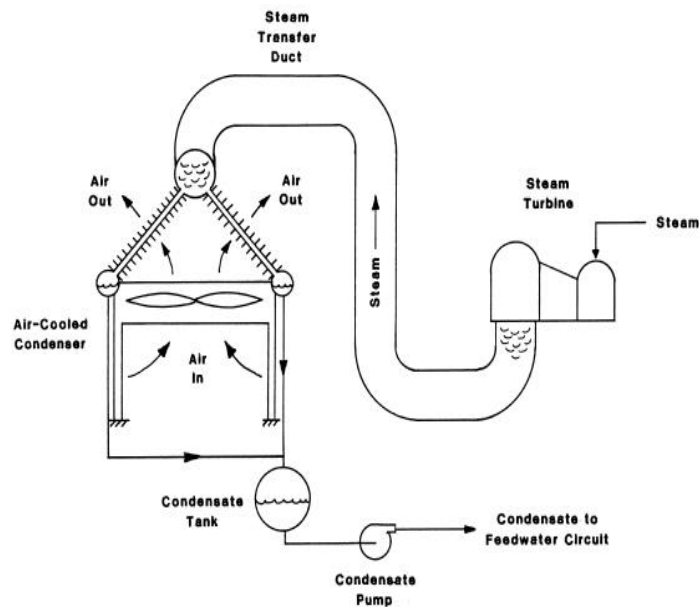 Steam
Transfer
Duct
Air
Out
Air
Out
Steam
Turbine
Steam
Steam
Air-Cooled
Condenser
Air
In
Condensate
Tank
Condensate to
Feedwater Circuit
Condensate
Pump